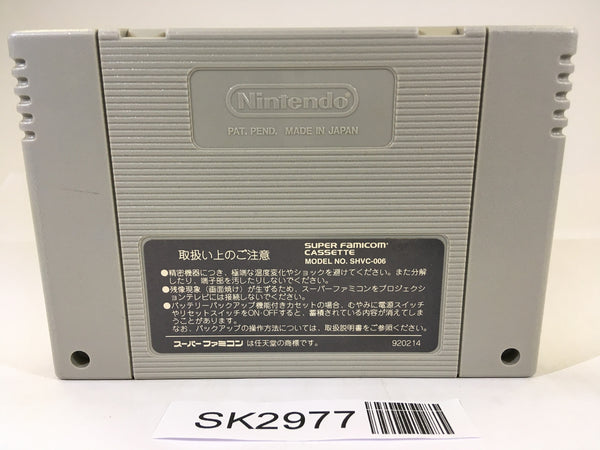 Nintendo
PAT. PEND. MADE IN JAPAN
取扱い上のご注意
SUPER FAMICOM
CASSETTE
MODEL NO. SHVC-006
●精密機器につき、極端な温度変化やショックを避けてください。また分解
したり、端子部を汚したりしないでください。
●残像現象（画面焼け）が生ずるため、スーパーファミコンをプロジェク
ションテレビには接続しないでください。
●バッテリーバックアップ機能付きカセットの場合、むやみに電源スイッチ
やリセットスイッチをON・OFFすると、蓄積されている内容が消えてしま
うことがあります。
なお、バックアップの操作方法については、取扱説明書をご参照ください。
スーパーファミコンは任天堂の商標です。
920214
SK2977